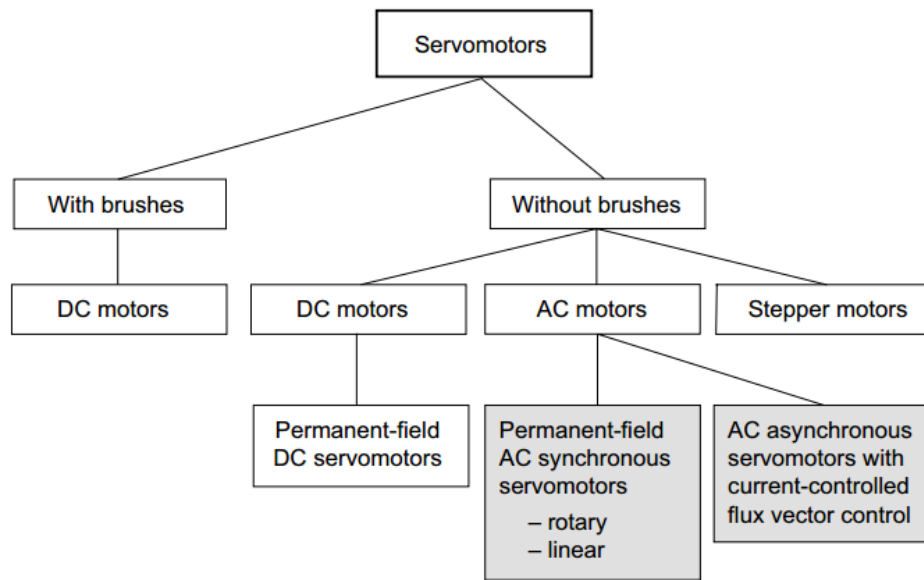 Servomotors
With brushes
Without brushes
DC motors
DC motors
AC motors
Stepper motors
Permanent-field
DC servomotors
Permanent-field
AC synchronous
servomotors
– rotary
– linear
AC asynchronous
servomotors with
current-controlled
flux vector control